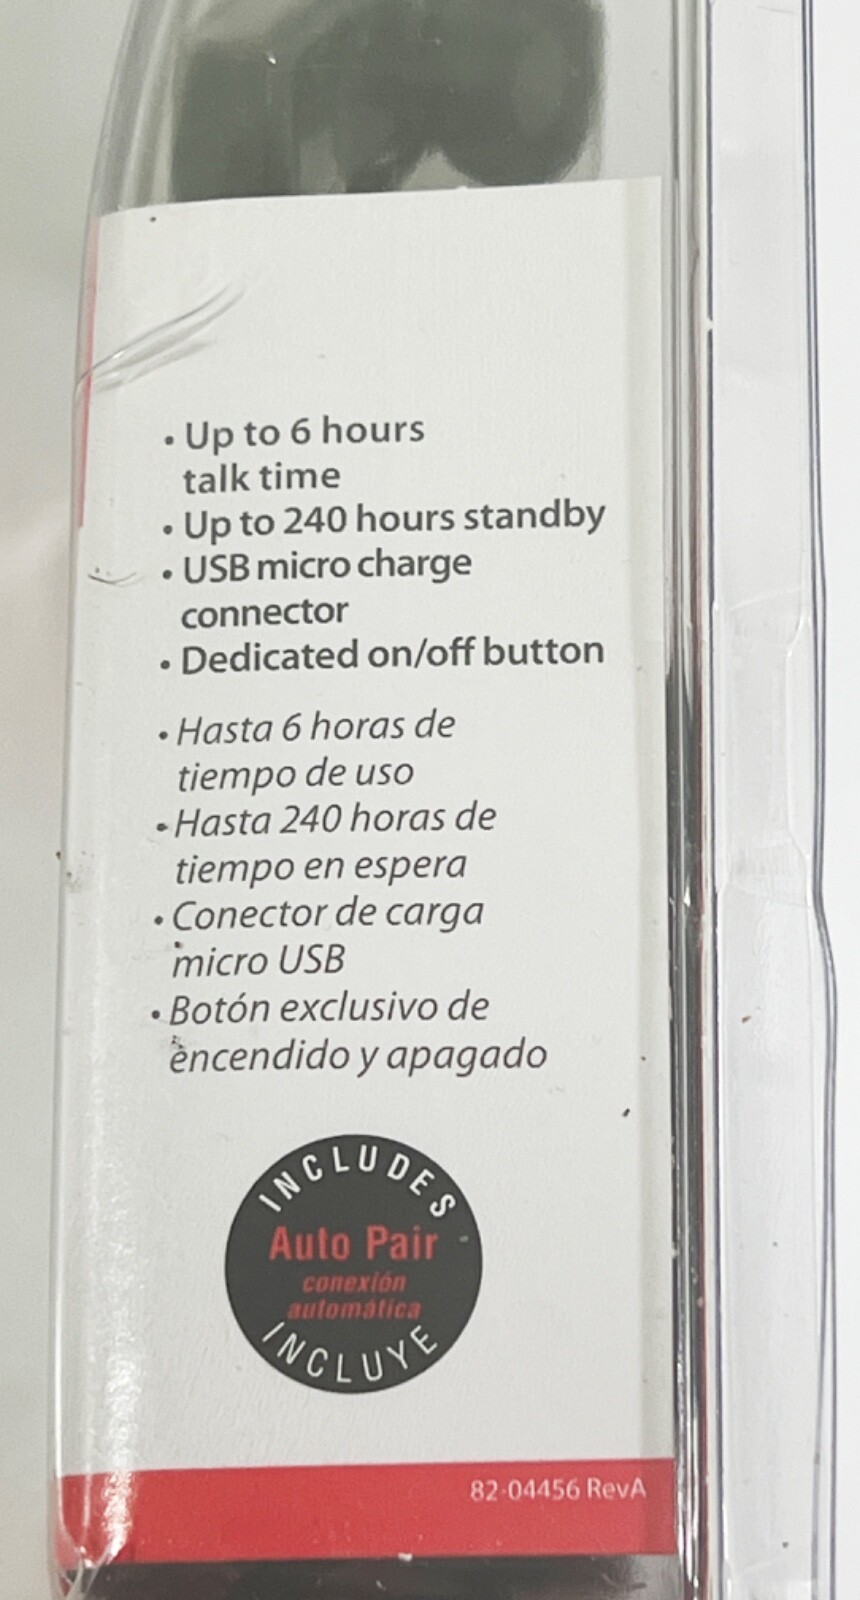 • Up to 6 hours
talk time
• Up to 240 hours standby
• USB micro charge
connector
• Dedicated on/off button
• Hasta 6 horas de
tiempo de uso
• Hasta 240 horas de
tiempo en espera
• Conector de carga
micro USB
• Botón exclusivo de
encendido y apagado
INCLUDES
Auto Pair
conexión
automática
INCLUYE
82-04456 RevA